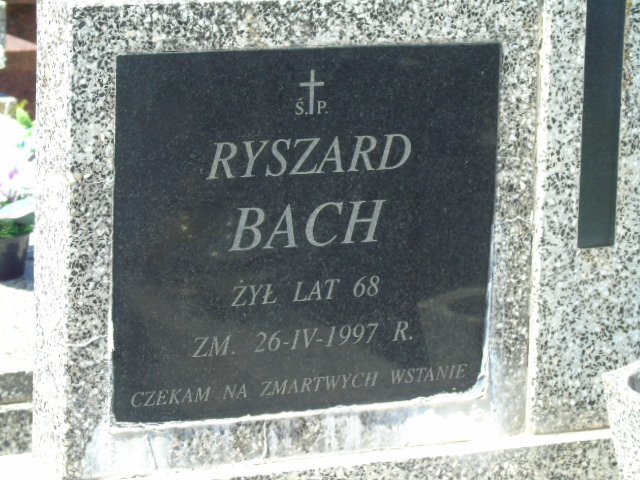 Ś.P.
RYSZARD
BACH
ŻYŁ LAT 68
ZM. 26-IV-1997 R.
CZEKAM NA ZMARTWYCH WSTANIE